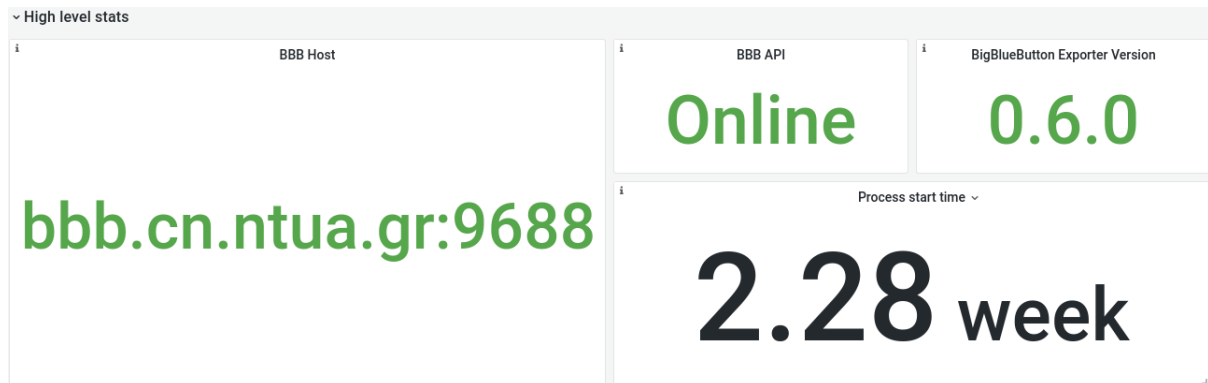 High level stats
BBB Host
bbb.cn.ntua.gr:9688
BBB API
Online
BigBlueButton Exporter Version
0.6.0
Process start time
2.28 week